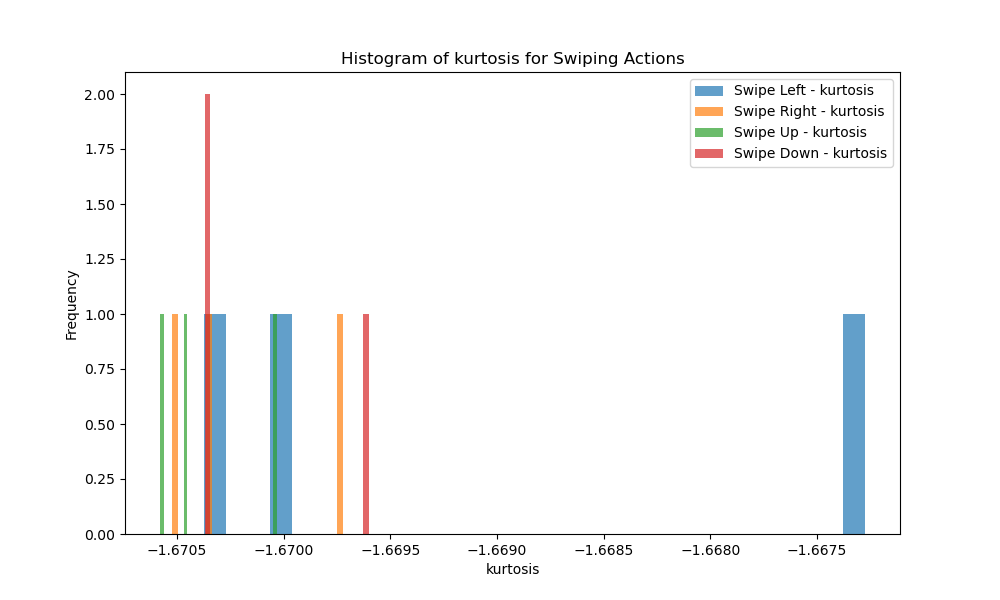 Histogram of kurtosis for Swiping Actions
Swipe Left - kurtosis
Swipe Right - kurtosis
Swipe Up - kurtosis
Swipe Down - kurtosis
Frequency
2.00
1.75
1.50
1.25
1.00
0.75
0.50
0.25
0.00
−1.6705 −1.6700 −1.6695 −1.6690 −1.6685 −1.6680 −1.6675
kurtosis